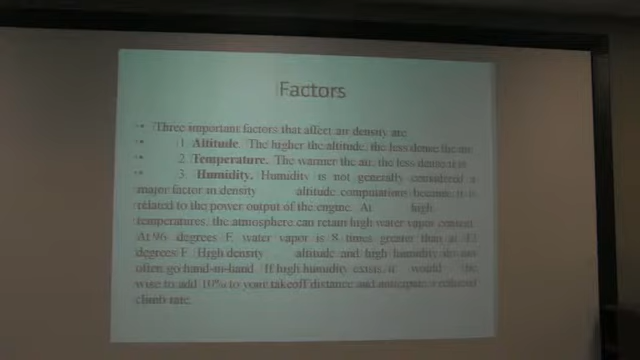 Factors
• Three important factors that affect air density are
• 1. Altitude. The higher the altitude, the less dense the air.
• 2. Temperature. The warmer the air, the less dense it is.
• 3. Humidity. Humidity is not generally considered a
major factor in density altitude computations because it is
related to the power output of the engine. At high
temperatures, the atmosphere can retain high water vapor content.
At 96 degrees F, water vapor is 8 times greater than at
degrees F. High density altitude and high humidity do not
often go hand-in-hand. If high humidity exists, it would be
wise to add 10% to your takeoff distance and anticipate a reduced
climb rate.